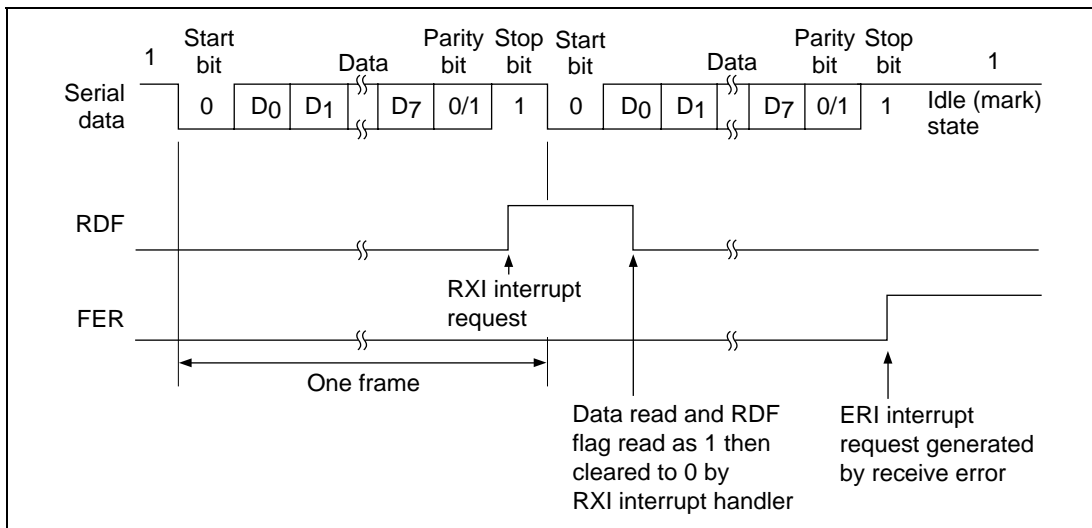 1
Start
bit
Data
Parity
bit
Stop
bit
Start
bit
Data
Parity
bit
Stop
bit
1
Serial
data
0 D0 D1 D7 0/1 1 0 D0 D1 D7 0/1 1
Idle (mark)
state
RDF
RXI interrupt
request
FER
One frame
Data read and RDF
flag read as 1 then
cleared to 0 by
RXI interrupt handler
ERI interrupt
request generated
by receive error